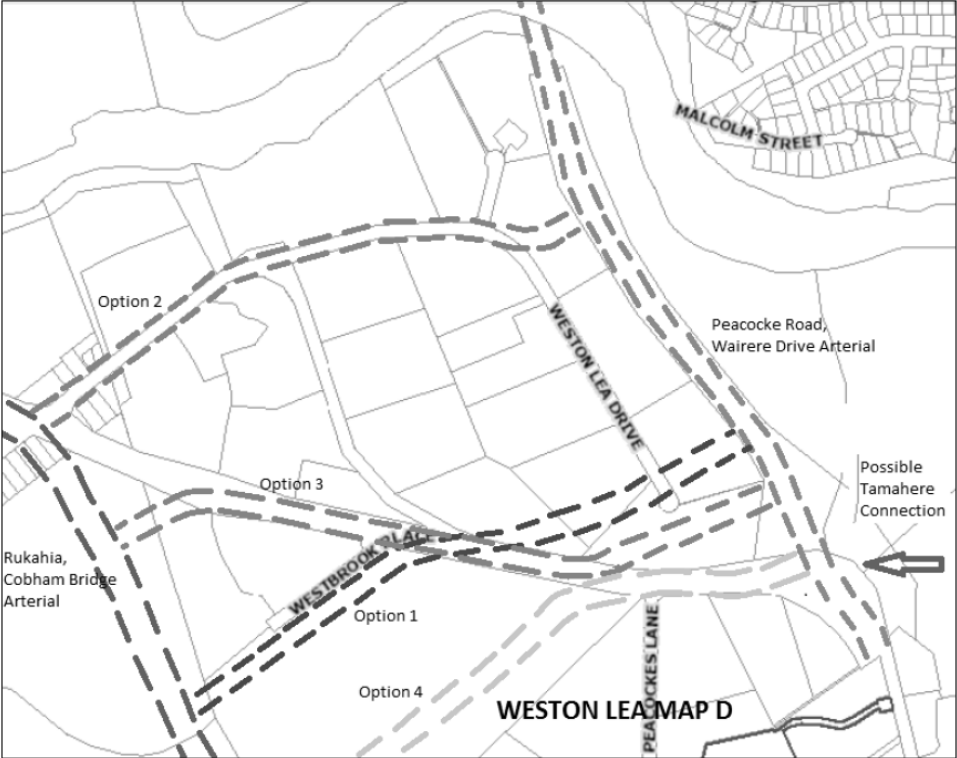 MALCOLM STREET
Option 2
WESTON LEA DRIVE
Peacocke Road,
Wairere Drive Arterial
Option 3
Possible
Tamahere
Connection
WESTBROOK PLACE
Rukahia,
Cobham Bridge
Arterial
Option 1
PEACOCKES LANE
Option 4
WESTON LEA MAP D